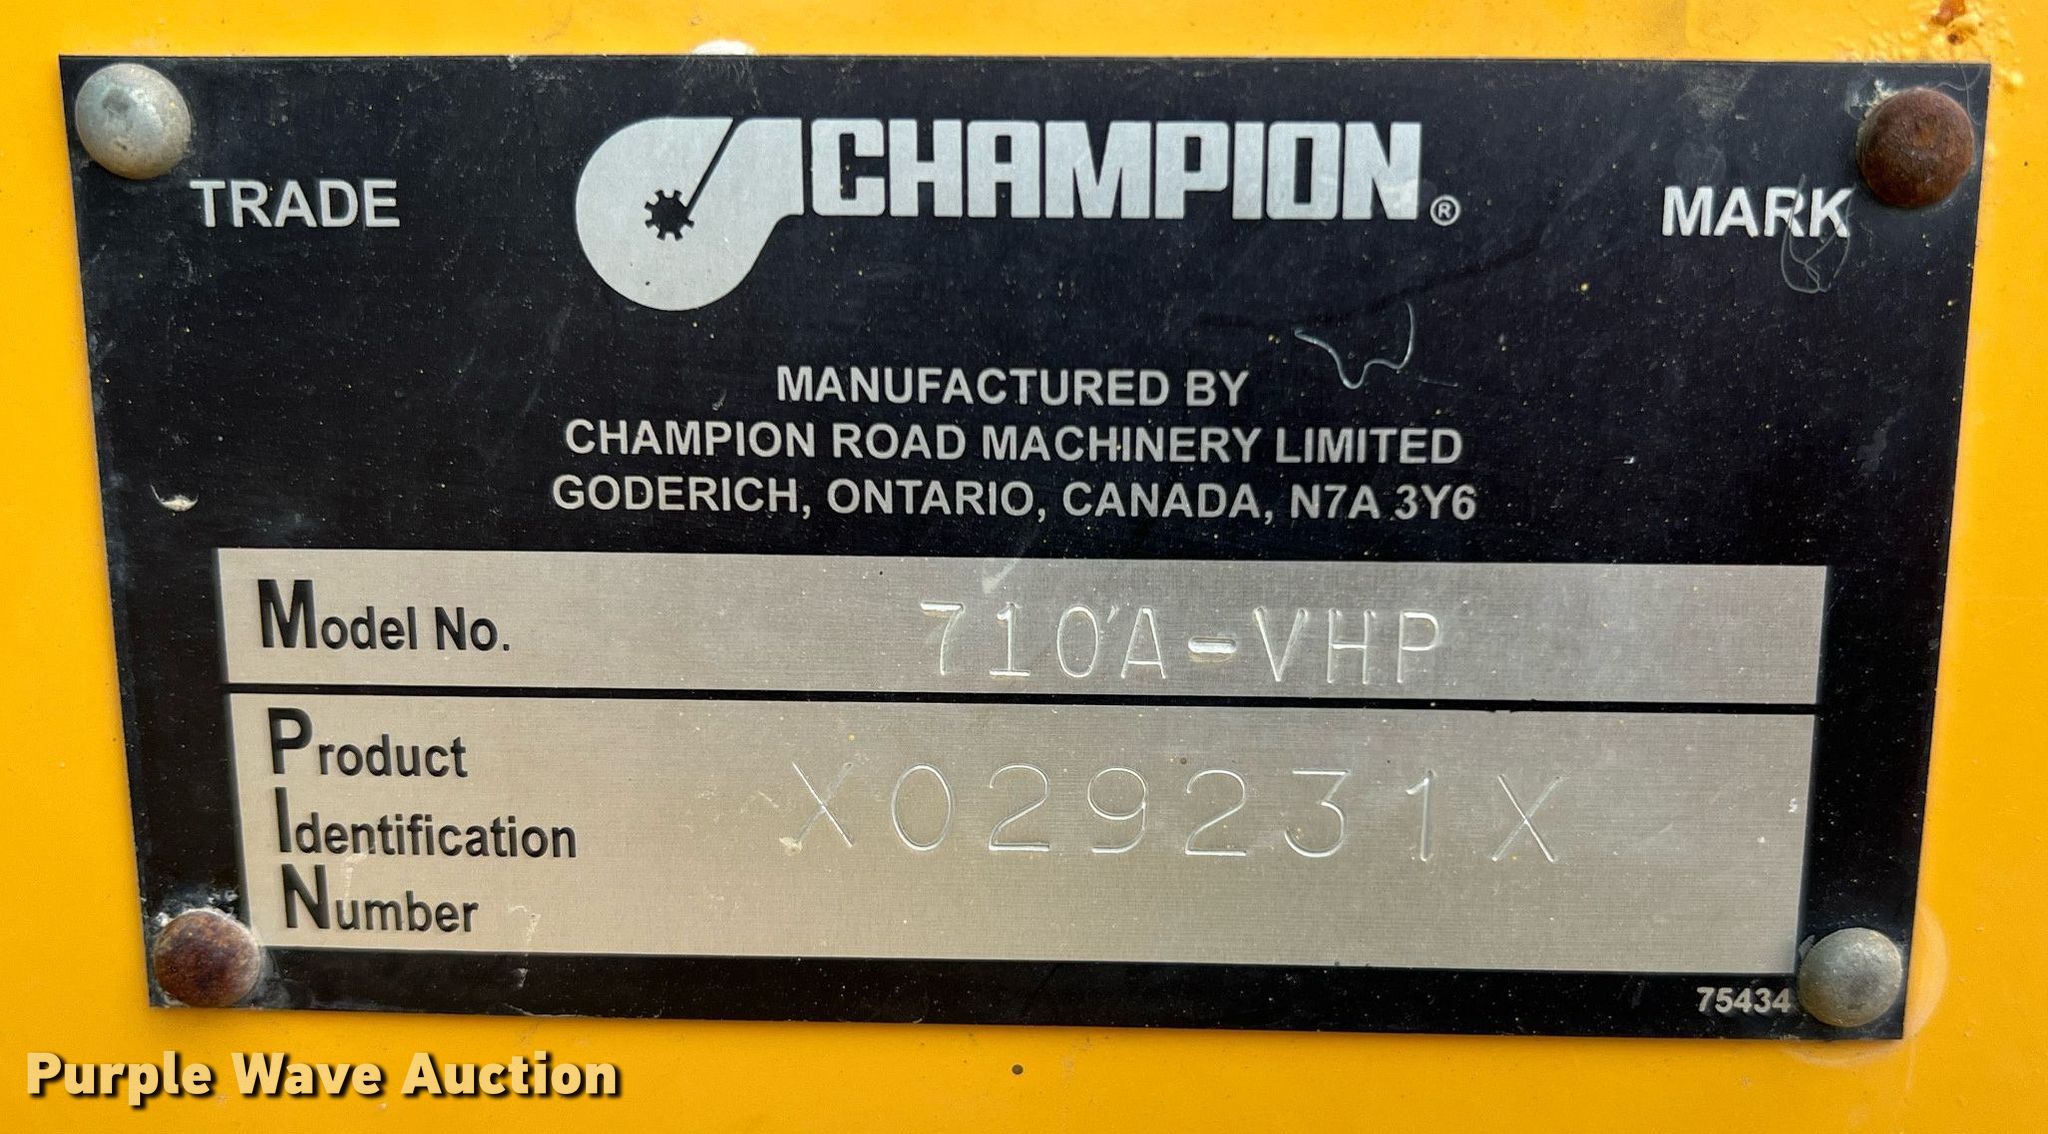 TRADE CHAMPION® MARK
MANUFACTURED BY
CHAMPION ROAD MACHINERY LIMITED
GODERICH, ONTARIO, CANADA, N7A 3Y6
Model No. 710A-VHP
Product
Identification X029231X
Number
75434
Purple Wave Auction